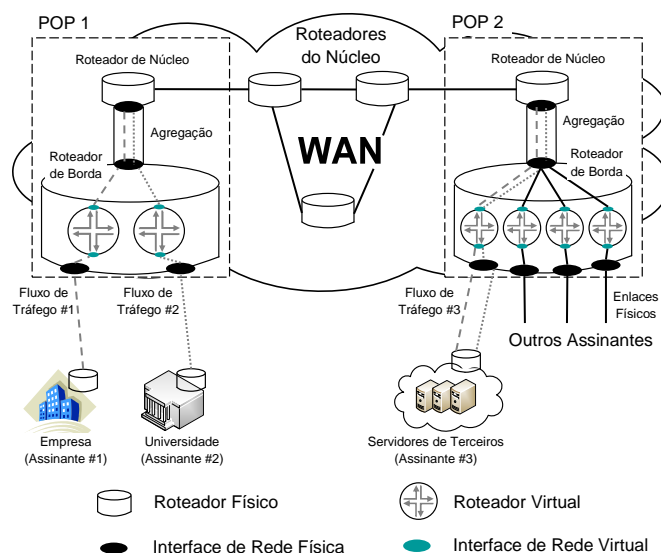 POP 1
POP 2
Roteadores
do Núcleo
Roteador de Núcleo
Roteador de Núcleo
Agregação
Agregação
WAN
Roteador
de Borda
Roteador
de Borda
Fluxo de
Tráfego #1
Fluxo de
Tráfego #2
Fluxo de
Tráfego #3
Enlaces
Físicos
Outros Assinantes
Empresa
(Assinante #1)
Universidade
(Assinante #2)
Servidores de Terceiros
(Assinante #3)
Roteador Físico
Roteador Virtual
Interface de Rede Física
Interface de Rede Virtual